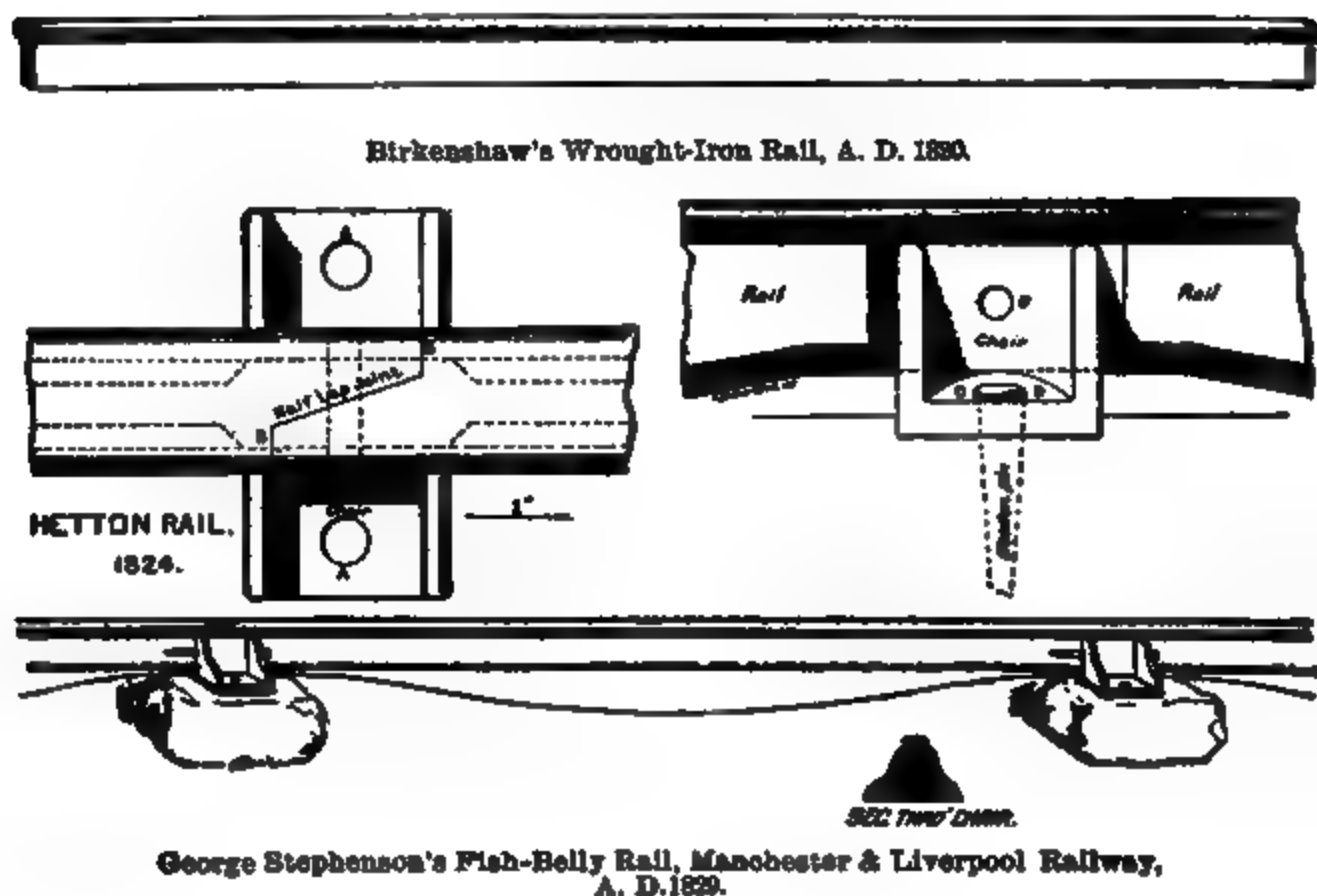 Birkenshaw's Wrought-Iron Rail, A. D. 1820.
A
B
Half Lap Joint
B
HETTON RAIL.
1824.
Chair
A
1"
Rail
Chair
Rail
George Stephenson's Fish-Belly Rail, Manchester & Liverpool Railway,
A. D. 1829.
SEC. THRO' CHAIR.